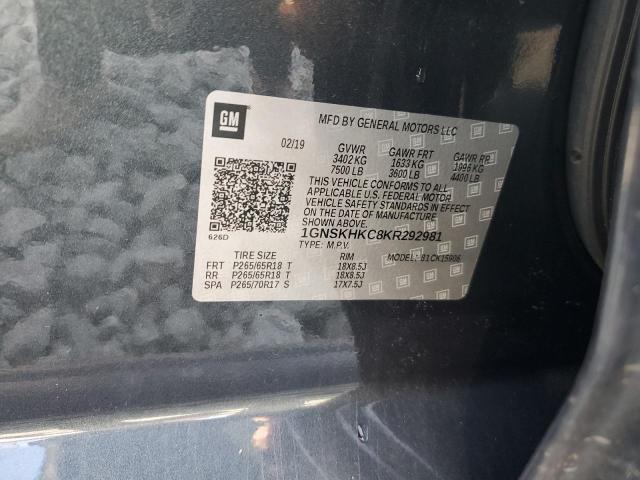 GM
MFD BY GENERAL MOTORS LLC
02/19 GVWR GAWR FRT GAWR RR
3402 KG 1633 KG 1996 KG
7500 LB 3600 LB 4400 LB
THIS VEHICLE CONFORMS TO ALL
APPLICABLE U.S. FEDERAL MOTOR
VEHICLE SAFETY STANDARDS IN EFFECT
ON THE DATE OF MANUFACTURE
SHOWN ABOVE.
1GNSKHKC8KR292981
626D TYPE: M.P.V. MODEL: 81CK15906
TIRE SIZE RIM
FRT P265/65R18 T 18X8.5J
RR P265/65R18 T 18X8.5J
SPA P265/70R17 S 17X7.5J